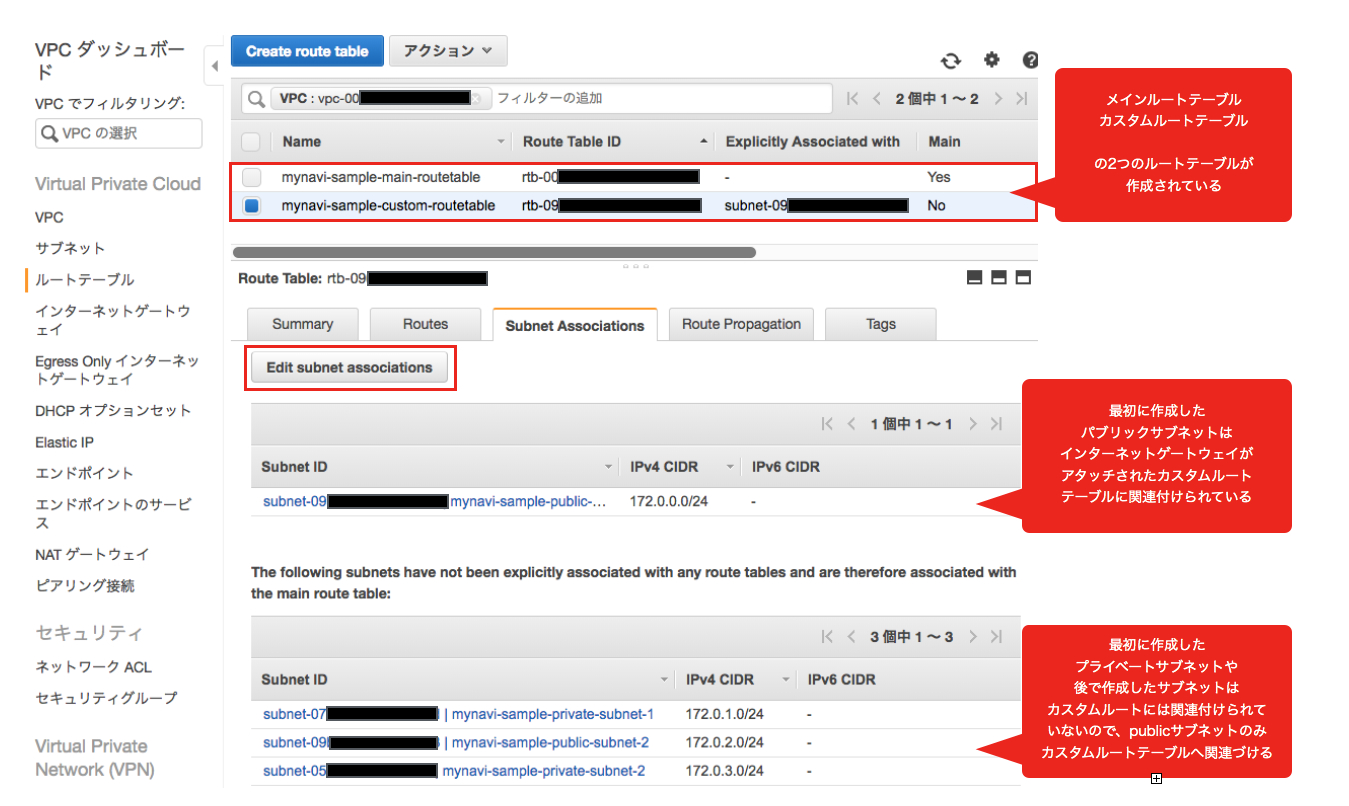 VPC ダッシュボー
ド
VPC でフィルタリング:
VPC の選択
Virtual Private Cloud
VPC
サブネット
ルートテーブル
インターネットゲートウ
ェイ
Egress Only インターネッ
トゲートウェイ
DHCP オプションセット
Elastic IP
エンドポイント
エンドポイントのサービ
ス
NAT ゲートウェイ
ピアリング接続
セキュリティ
ネットワーク ACL
セキュリティグループ
Virtual Private
Network (VPN)
Create route table アクション
VPC : vpc-00 フィルターの追加 2 個中 1 ~ 2
Name Route Table ID Explicitly Associated with Main
mynavi-sample-main-routetable rtb-00 - Yes
mynavi-sample-custom-routetable rtb-09 subnet-09 No
Route Table: rtb-09
Summary Routes Subnet Associations Route Propagation Tags
Edit subnet associations
1 個中 1 ~ 1
Subnet ID IPv4 CIDR IPv6 CIDR
subnet-09 mynavi-sample-public-... 172.0.0.0/24 -
The following subnets have not been explicitly associated with any route tables and are therefore associated with
the main route table:
3 個中 1 ~ 3
Subnet ID IPv4 CIDR IPv6 CIDR
subnet-07 | mynavi-sample-private-subnet-1 172.0.1.0/24 -
subnet-09 | mynavi-sample-public-subnet-2 172.0.2.0/24 -
subnet-05 mynavi-sample-private-subnet-2 172.0.3.0/24 -
メインルートテーブル
カスタムルートテーブル
の2つのルートテーブルが
作成されている
最初に作成した
パブリックサブネットは
インターネットゲートウェイが
アタッチされたカスタムルート
テーブルに関連付けられている
最初に作成した
プライベートサブネットや
後で作成したサブネットは
カスタムルートには関連付けられて
いないので、publicサブネットのみ
カスタムルートテーブルへ関連づける